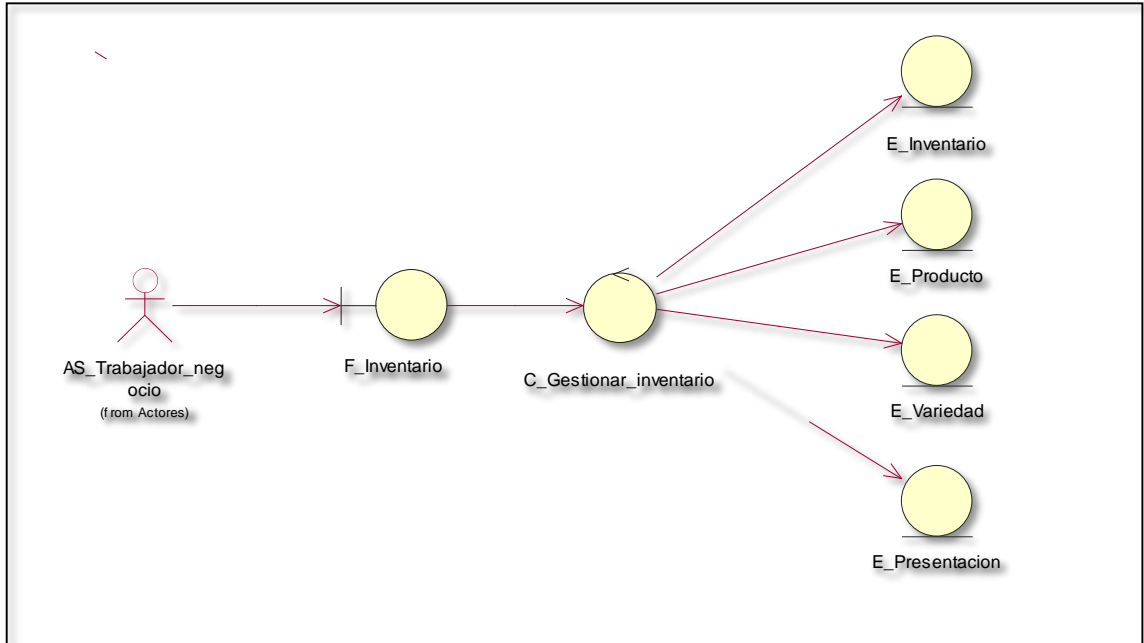 E_Inventario
E_Producto
AS_Trabajador_neg
ocio
(from Actores)
F_Inventario
C_Gestionar_inventario
E_Variedad
E_Presentacion